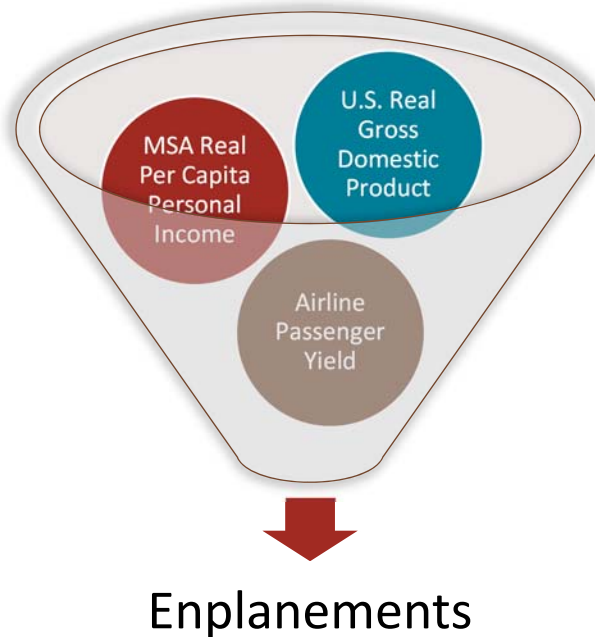 MSA Real
Per Capita
Personal
Income
U.S. Real
Gross
Domestic
Product
Airline
Passenger
Yield
Enplanements